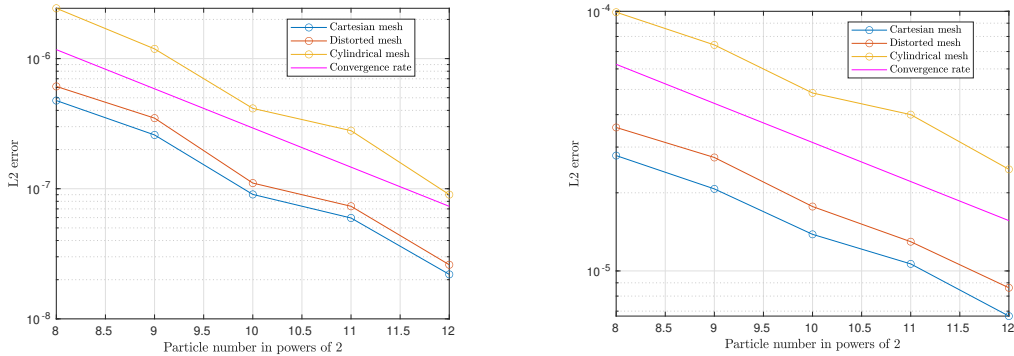 10^-6
10^-7
10^-8
L2 error
Cartesian mesh
Distorted mesh
Cylindrical mesh
Convergence rate
8 8.5 9 9.5 10 10.5 11 11.5 12
Particle number in powers of 2
10^-4
10^-5
L2 error
Cartesian mesh
Distorted mesh
Cylindrical mesh
Convergence rate
8 8.5 9 9.5 10 10.5 11 11.5 12
Particle number in powers of 2